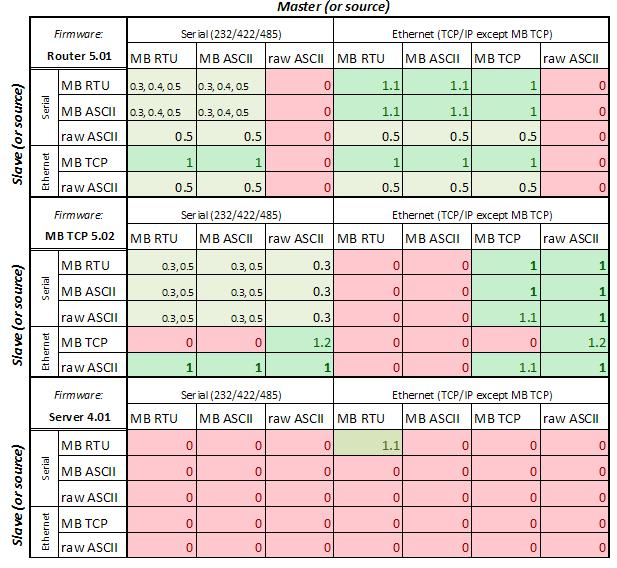 Master (or source)
Firmware: Serial (232/422/485) Ethernet (TCP/IP except MB TCP)
Router 5.01 MB RTU MB ASCII raw ASCII MB RTU MB ASCII MB TCP raw ASCII
Slave (or source)
Serial
MB RTU 0.3, 0.4, 0.5 0.3, 0.4, 0.5 0 1.1 1.1 1 0
MB ASCII 0.3, 0.4, 0.5 0.3, 0.4, 0.5 0 1.1 1.1 1 0
raw ASCII 0.5 0.5 0 0.5 0.5 0.5 0
Ethernet
MB TCP 1 1 0 1 1 1 0
raw ASCII 0.5 0.5 0 0.5 0.5 0.5 0
Firmware: Serial (232/422/485) Ethernet (TCP/IP except MB TCP)
MB TCP 5.02 MB RTU MB ASCII raw ASCII MB RTU MB ASCII MB TCP raw ASCII
Slave (or source)
Serial
MB RTU 0.3, 0.5 0.3, 0.5 0.3 0 0 1 1
MB ASCII 0.3, 0.5 0.3, 0.5 0.3 0 0 1 1
raw ASCII 0.3, 0.5 0.3, 0.5 0.3 0 0 1.1 1
Ethernet
MB TCP 0 0 1.2 0 0 0 1.2
raw ASCII 1 1 1 0 0 1.1 1
Firmware: Serial (232/422/485) Ethernet (TCP/IP except MB TCP)
Server 4.01 MB RTU MB ASCII raw ASCII MB RTU MB ASCII MB TCP raw ASCII
Slave (or source)
Serial
MB RTU 0 0 0 1.1 0 0 0
MB ASCII 0 0 0 0 0 0 0
raw ASCII 0 0 0 0 0 0 0
Ethernet
MB TCP 0 0 0 0 0 0 0
raw ASCII 0 0 0 0 0 0 0